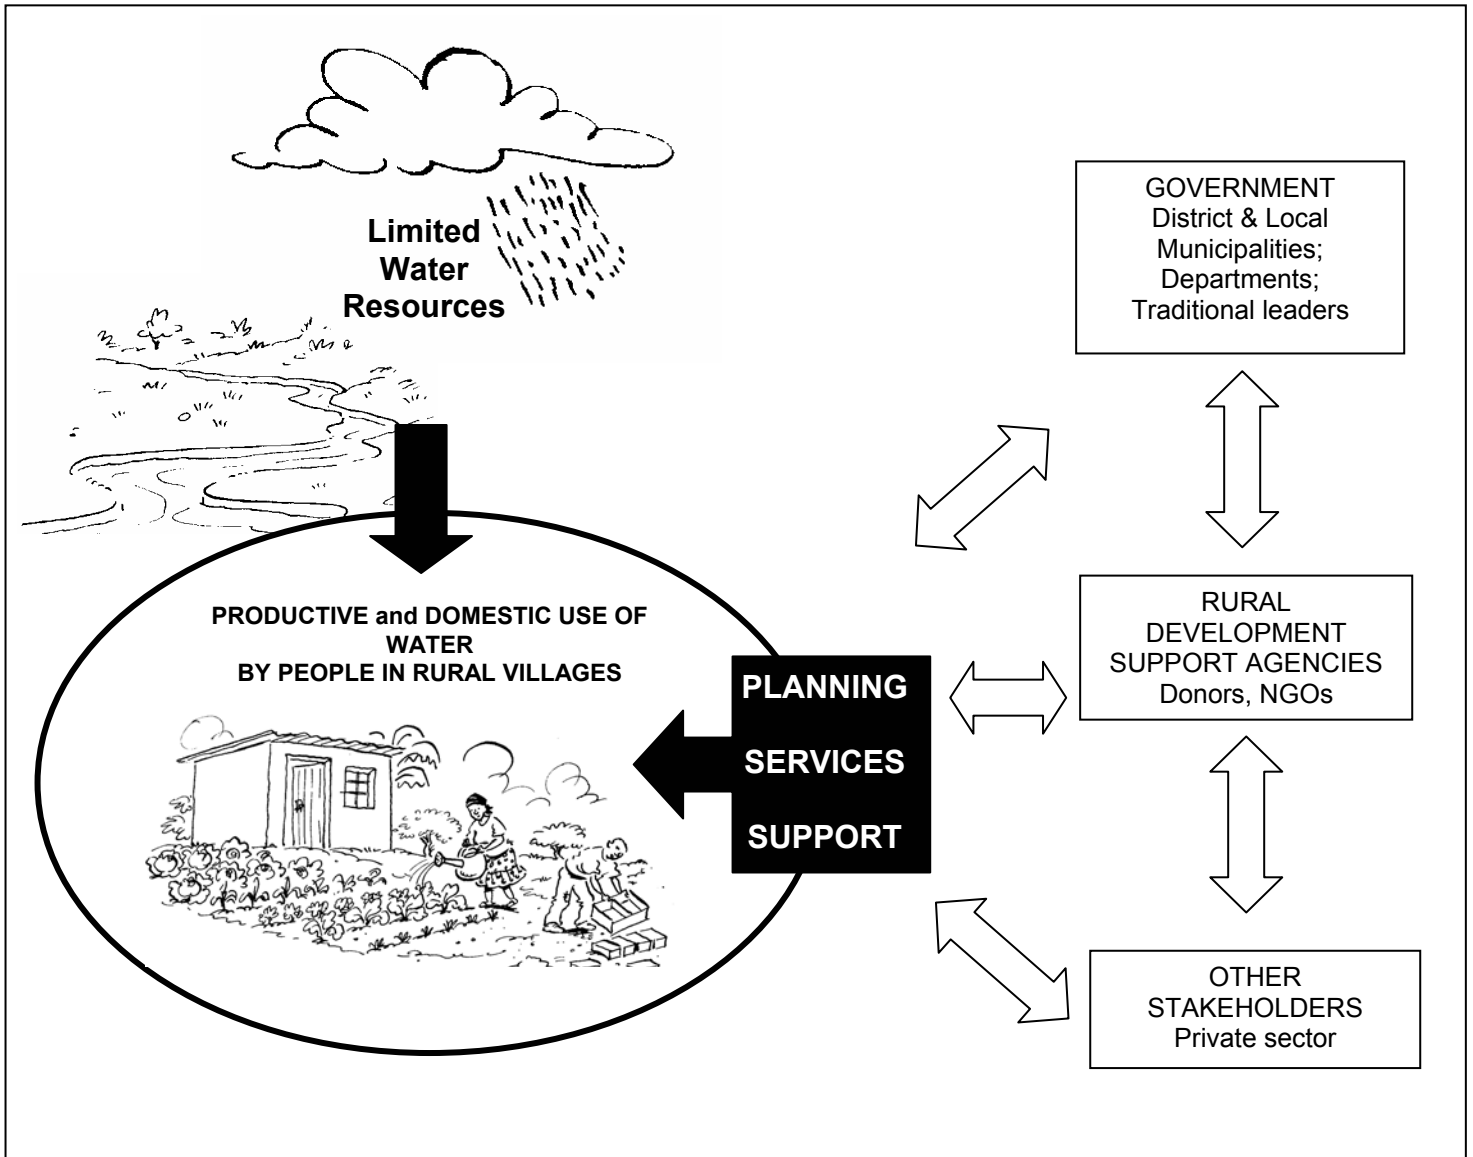 Limited
Water
Resources
GOVERNMENT
District & Local
Municipalities;
Departments;
Traditional leaders
PRODUCTIVE and DOMESTIC USE OF
WATER
BY PEOPLE IN RURAL VILLAGES
PLANNING
SERVICES
SUPPORT
RURAL
DEVELOPMENT
SUPPORT AGENCIES
Donors, NGOs
OTHER
STAKEHOLDERS
Private sector